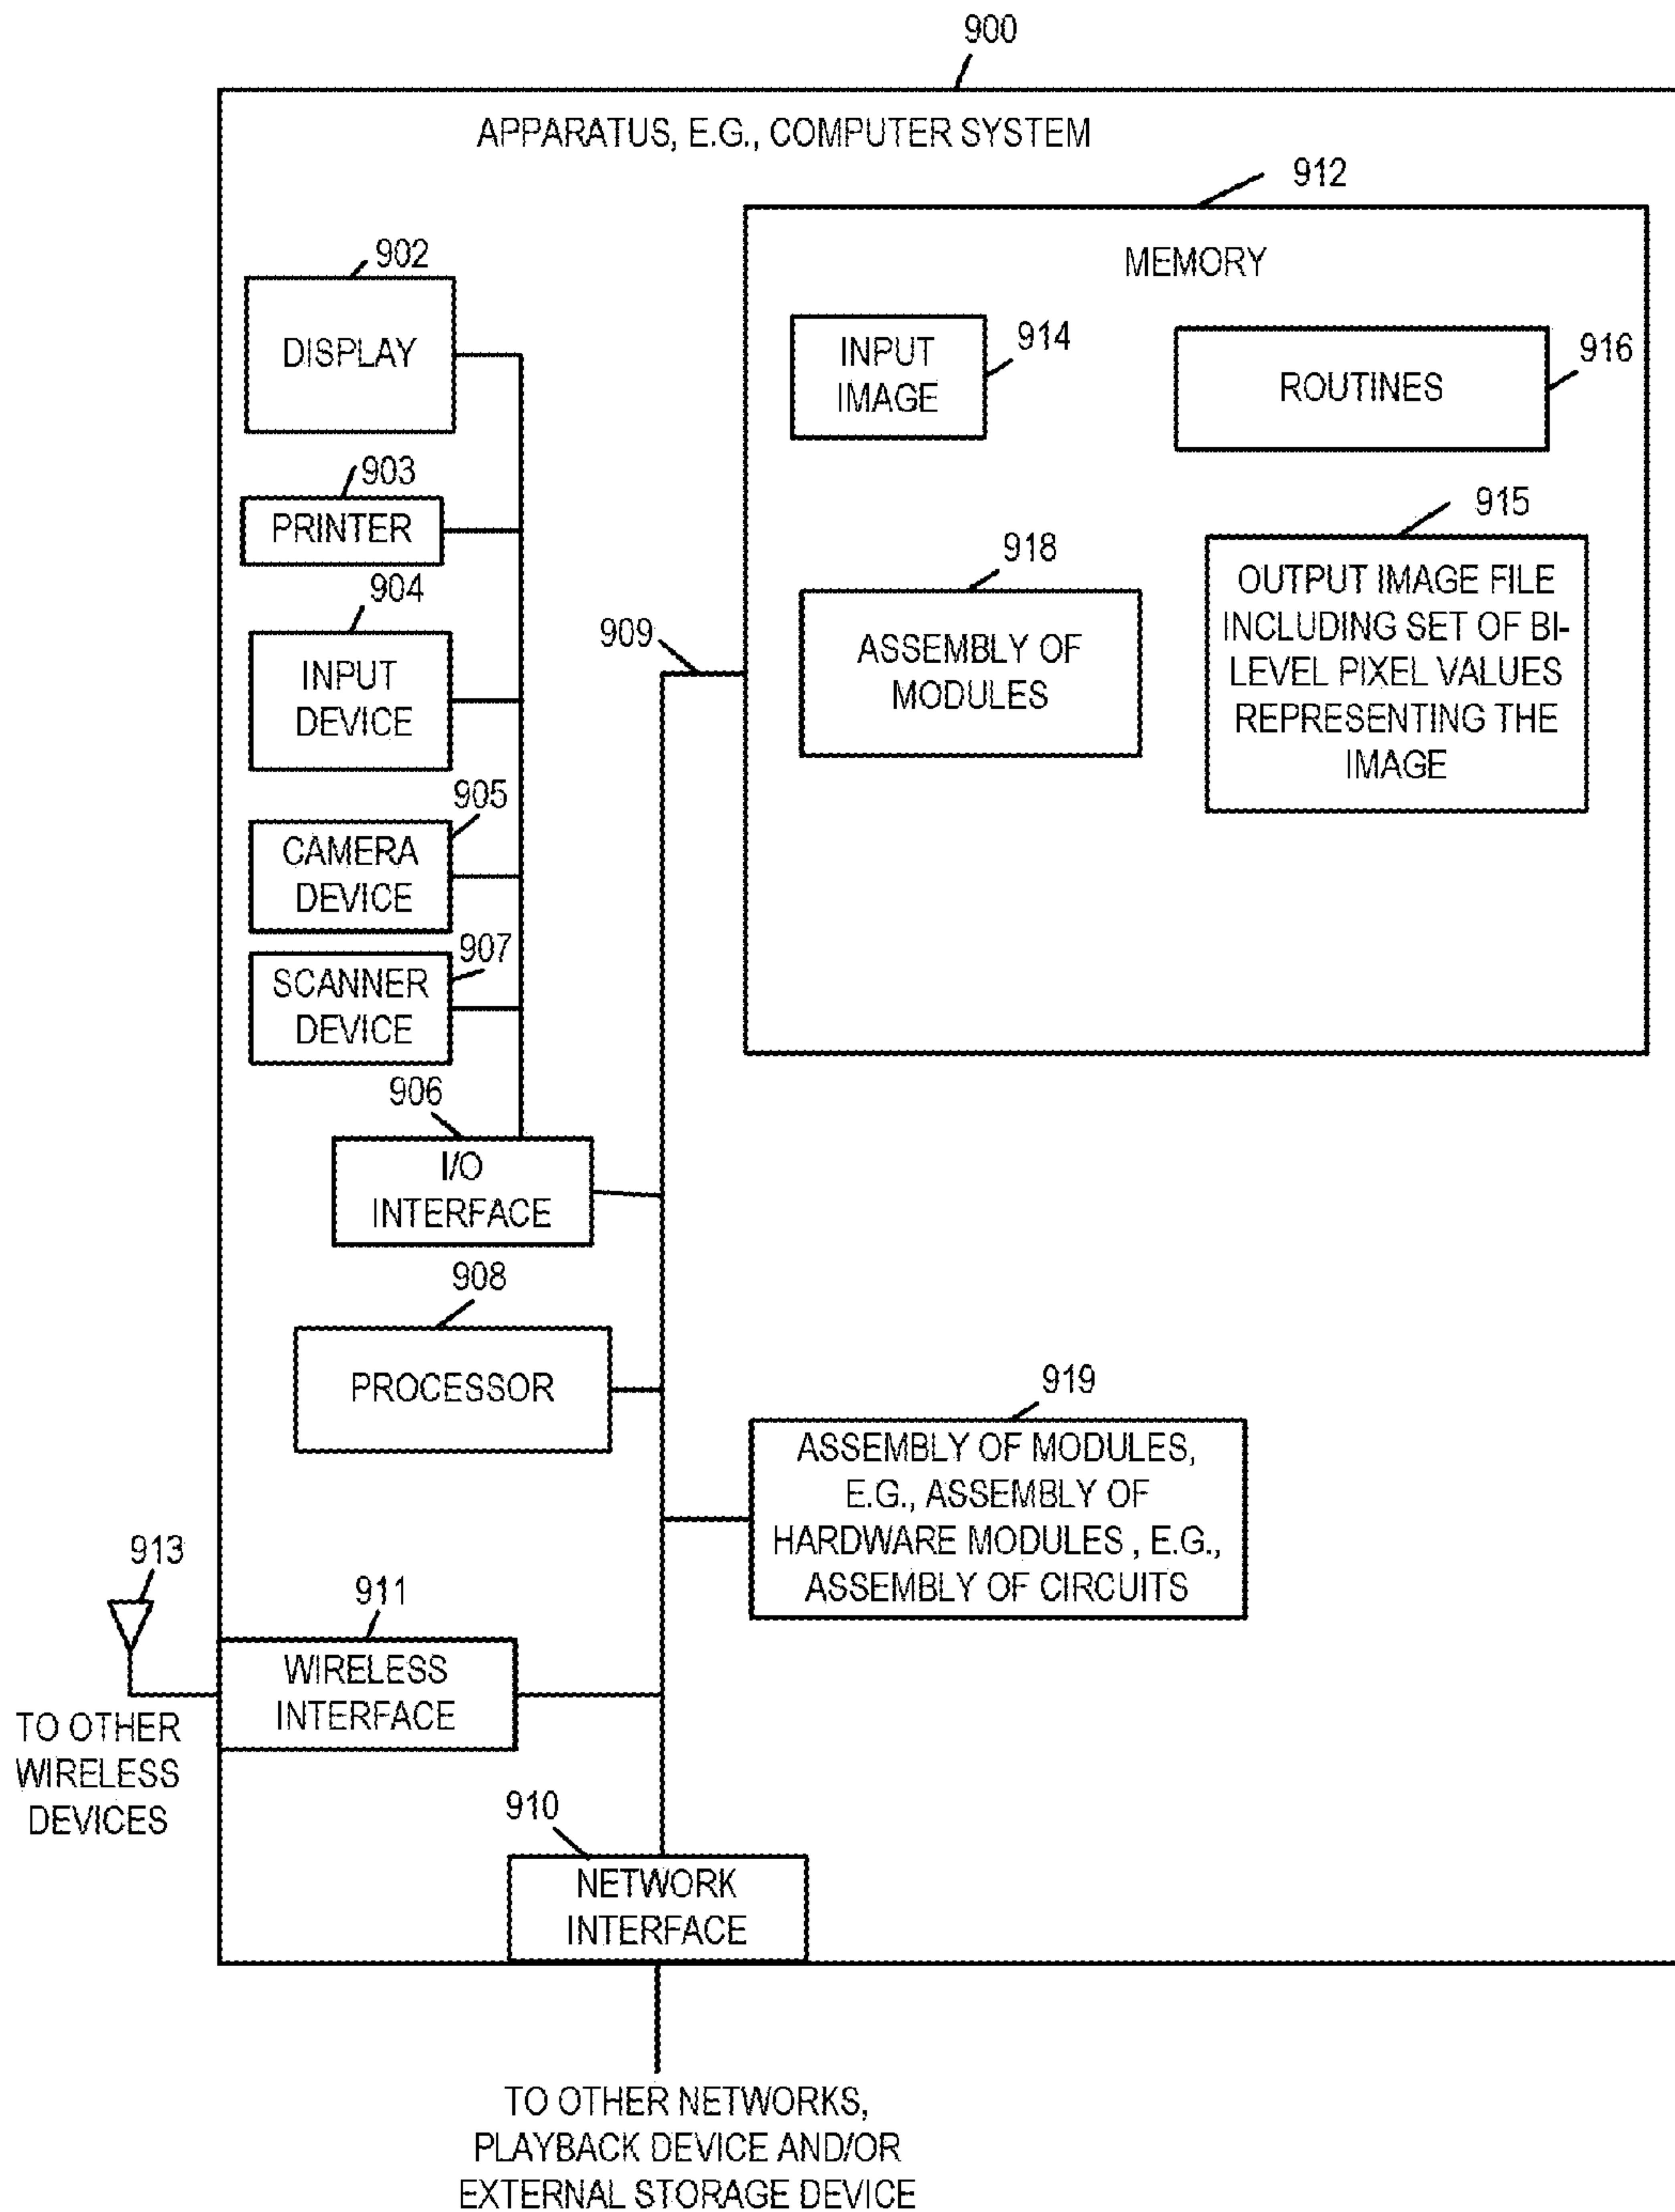 900
APPARATUS, E.G., COMPUTER SYSTEM
912
MEMORY
902
DISPLAY
INPUT
IMAGE
914
ROUTINES
916
903
PRINTER
904
INPUT
DEVICE
909
918
ASSEMBLY OF
MODULES
915
OUTPUT IMAGE FILE
INCLUDING SET OF BI-
LEVEL PIXEL VALUES
REPRESENTING THE
IMAGE
905
CAMERA
DEVICE
907
SCANNER
DEVICE
906
I/O
INTERFACE
908
PROCESSOR
919
ASSEMBLY OF MODULES,
E.G., ASSEMBLY OF
HARDWARE MODULES , E.G.,
ASSEMBLY OF CIRCUITS
913
911
WIRELESS
INTERFACE
TO OTHER
WIRELESS
DEVICES
910
NETWORK
INTERFACE
TO OTHER NETWORKS,
PLAYBACK DEVICE AND/OR
EXTERNAL STORAGE DEVICE